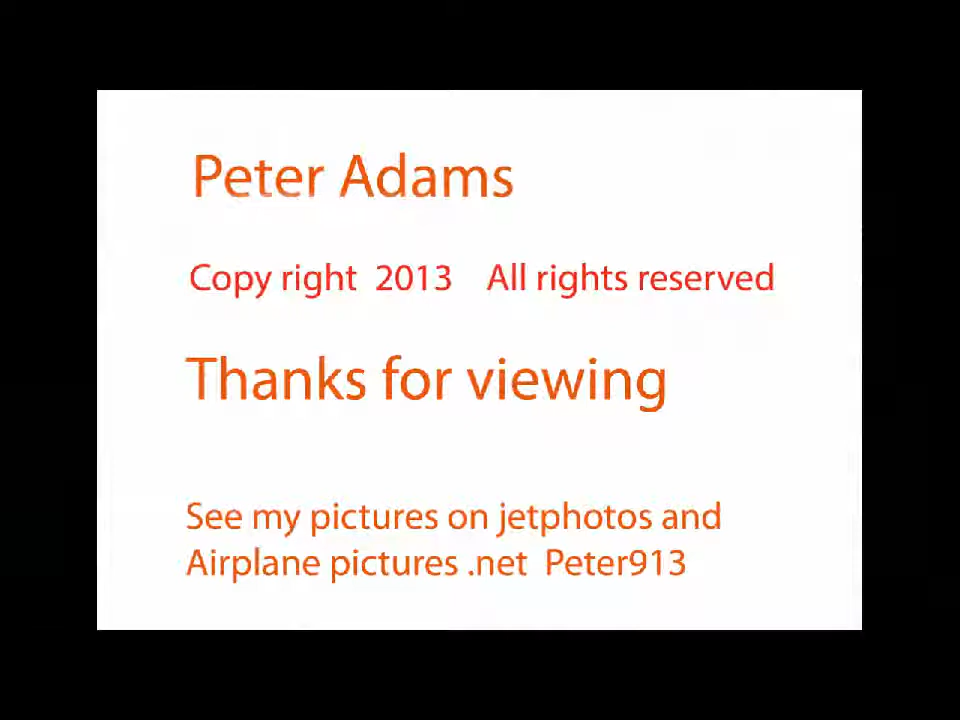 Peter Adams
Copy right 2013 All rights reserved
Thanks for viewing
See my pictures on jetphotos and
Airplane pictures .net Peter913